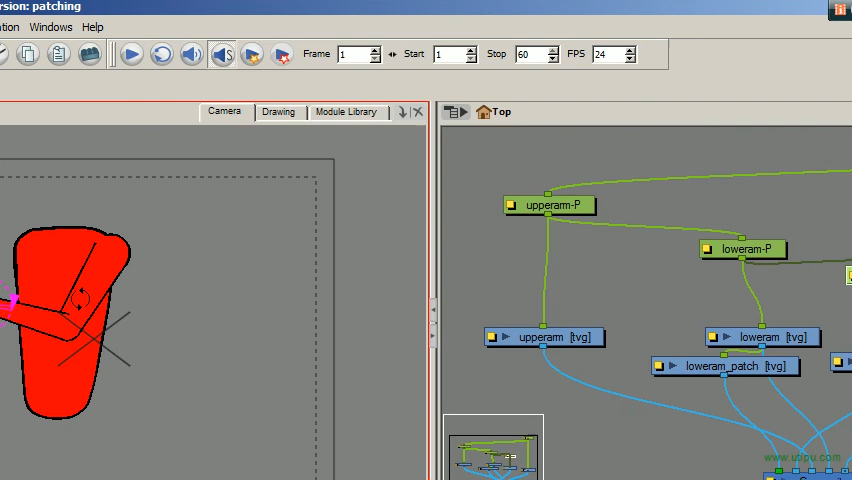 rsion: patching
tion Windows Help
Frame 1 Start 1 Stop 60 FPS 24
Camera Drawing Module Library
Top
upperarm-P
loweram-P
upperarm [tvg]
loweram [tvg]
loweram_patch [tvg]
www.utipu.com